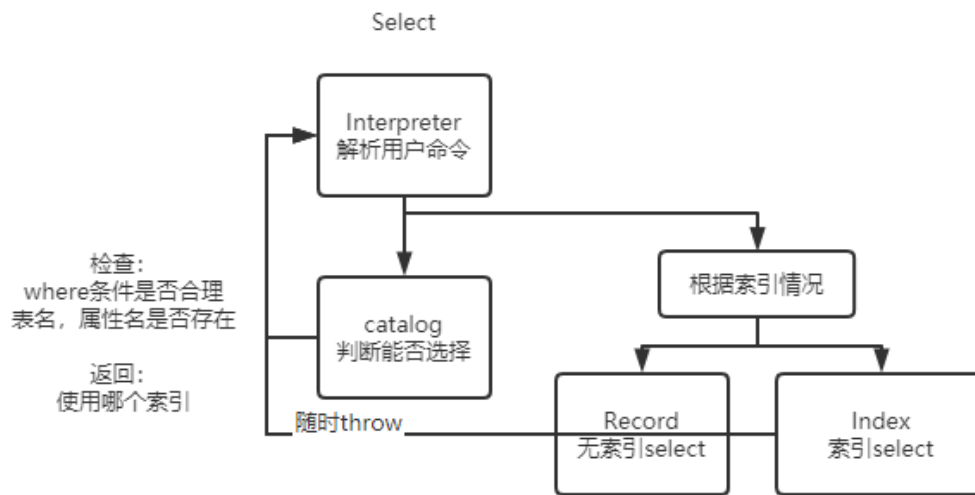 Select
Interpreter
解析用户命令
检查：
where条件是否合理
表名，属性名是否存在
返回：
使用哪个索引
catalog
判断能否选择
根据索引情况
随时throw
Record
无索引select
Index
索引select